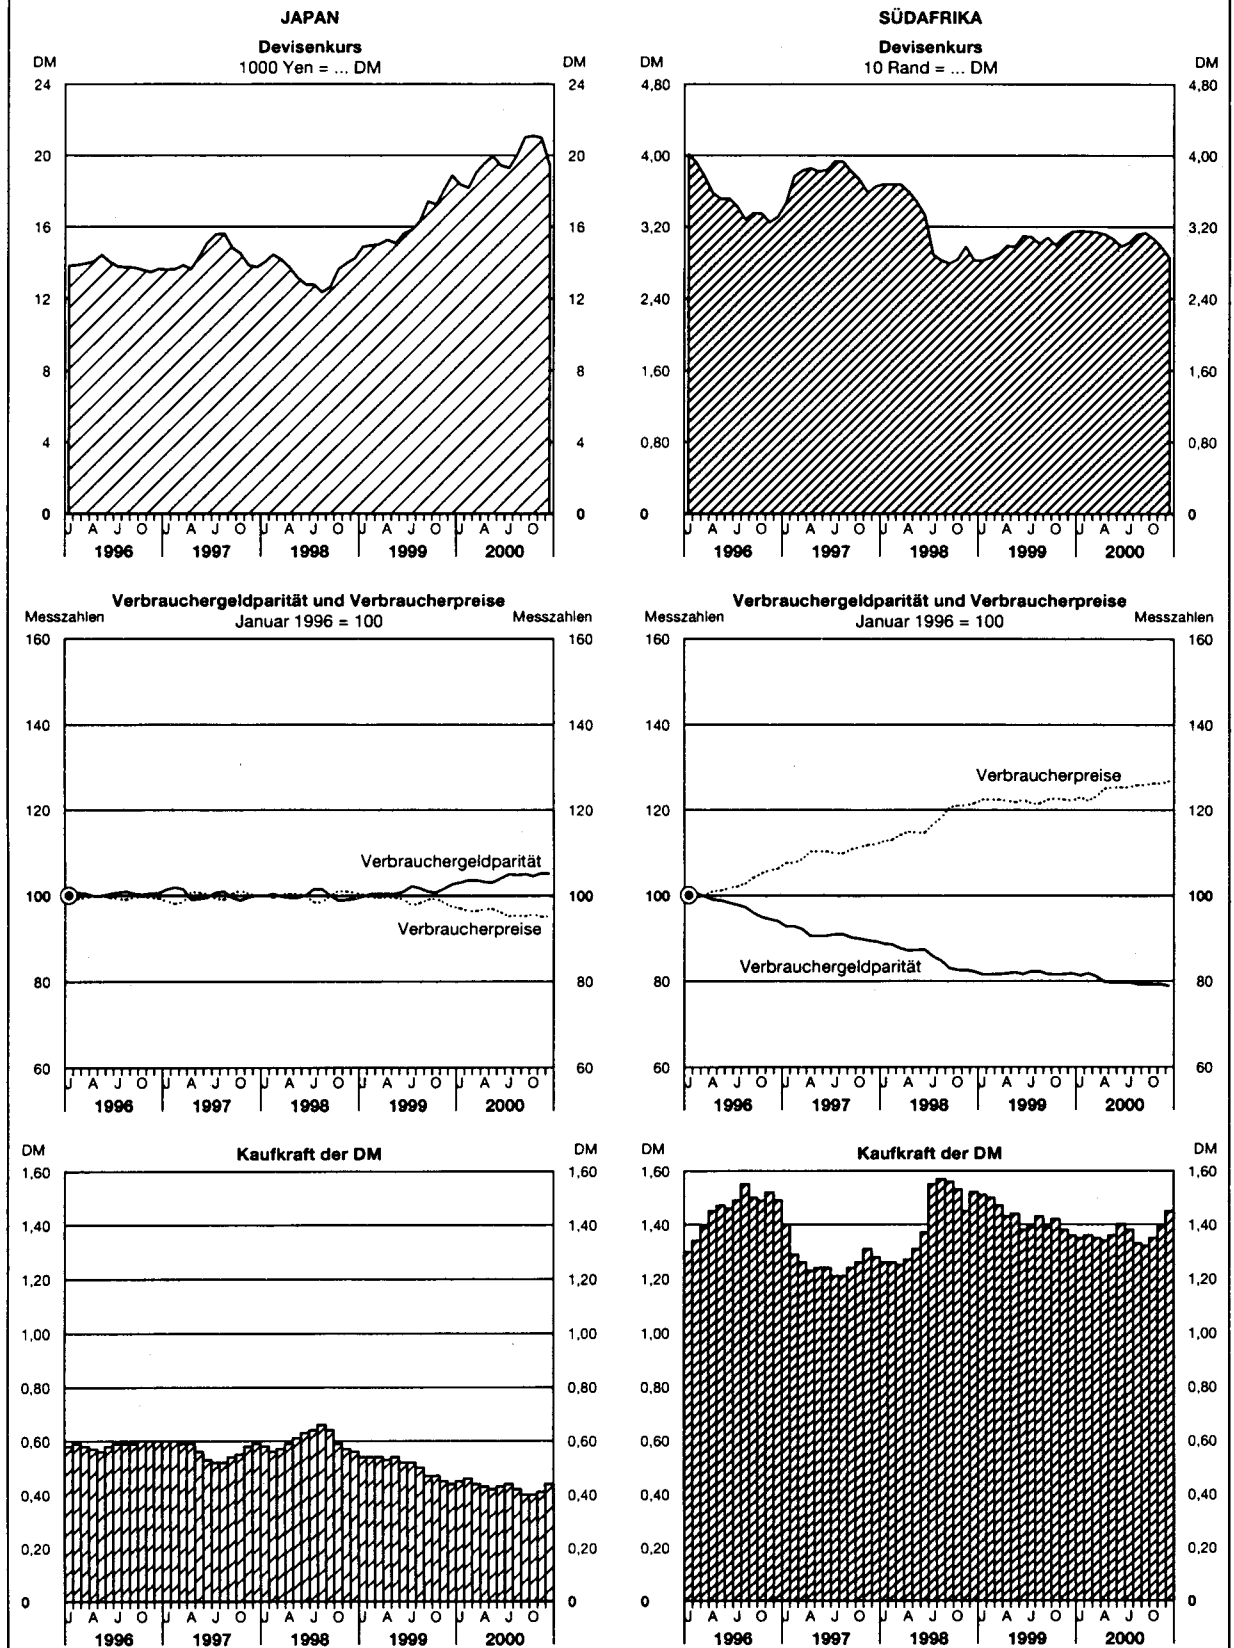 JAPAN
Devisenkurs
1000 Yen = ... DM
DM
DM
24
24
20
20
16
16
12
12
8
8
4
4
0
0
J A J O J A J O J A J O J A J O J A J O
1996 1997 1998 1999 2000
SÜDAFRIKA
Devisenkurs
10 Rand = ... DM
DM
DM
4,80
4,80
4,00
4,00
3,20
3,20
2,40
2,40
1,60
1,60
0,80
0,80
0
0
J A J O J A J O J A J O J A J O J A J O
1996 1997 1998 1999 2000
Verbrauchergeldparität und Verbraucherpreise
Messzahlen Januar 1996 = 100 Messzahlen
160
160
140
140
120
120
Verbrauchergeldparität
100
100
Verbraucherpreise
80
80
60
60
J A J O J A J O J A J O J A J O J A J O
1996 1997 1998 1999 2000
Verbrauchergeldparität und Verbraucherpreise
Messzahlen Januar 1996 = 100 Messzahlen
160
160
140
140
Verbraucherpreise
120
120
100
100
Verbrauchergeldparität
80
80
60
60
J A J O J A J O J A J O J A J O J A J O
1996 1997 1998 1999 2000
DM Kaufkraft der DM DM
1,60
1,60
1,40
1,40
1,20
1,20
1,00
1,00
0,80
0,80
0,60
0,60
0,40
0,40
0,20
0,20
0
0
J A J O J A J O J A J O J A J O J A J O
1996 1997 1998 1999 2000
DM Kaufkraft der DM DM
1,60
1,60
1,40
1,40
1,20
1,20
1,00
1,00
0,80
0,80
0,60
0,60
0,40
0,40
0,20
0,20
0
0
J A J O J A J O J A J O J A J O J A J O
1996 1997 1998 1999 2000